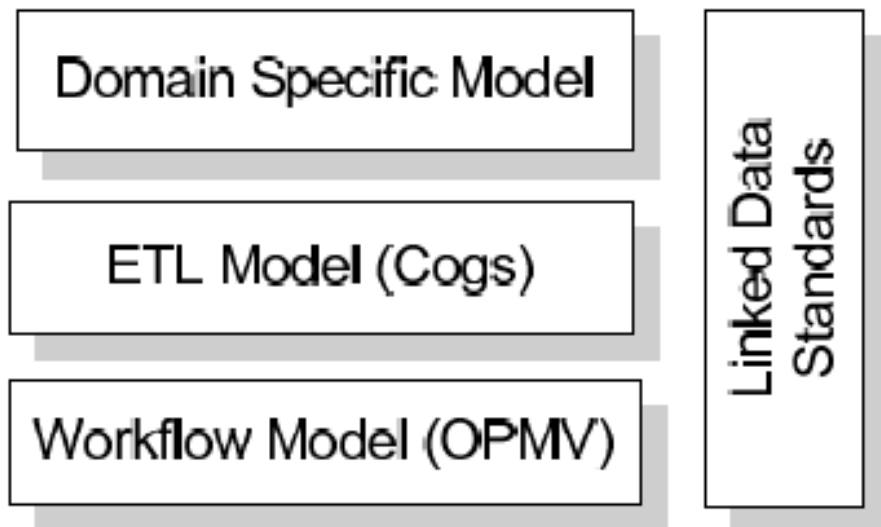 Domain Specific Model
ETL Model (Cogs)
Workflow Model (OPMV)
Linked Data
Standards